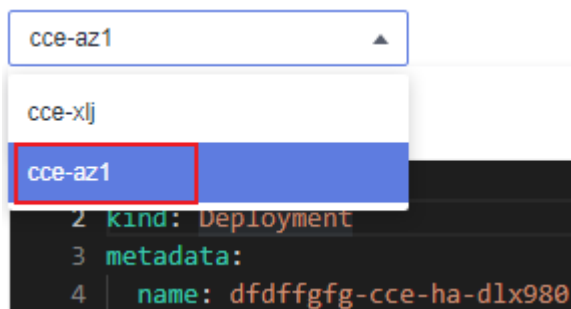 cce-az1
cce-xlj
cce-az1
2 kind: Deployment
3 metadata:
4 name: dfdffgfg-cce-ha-dlx980